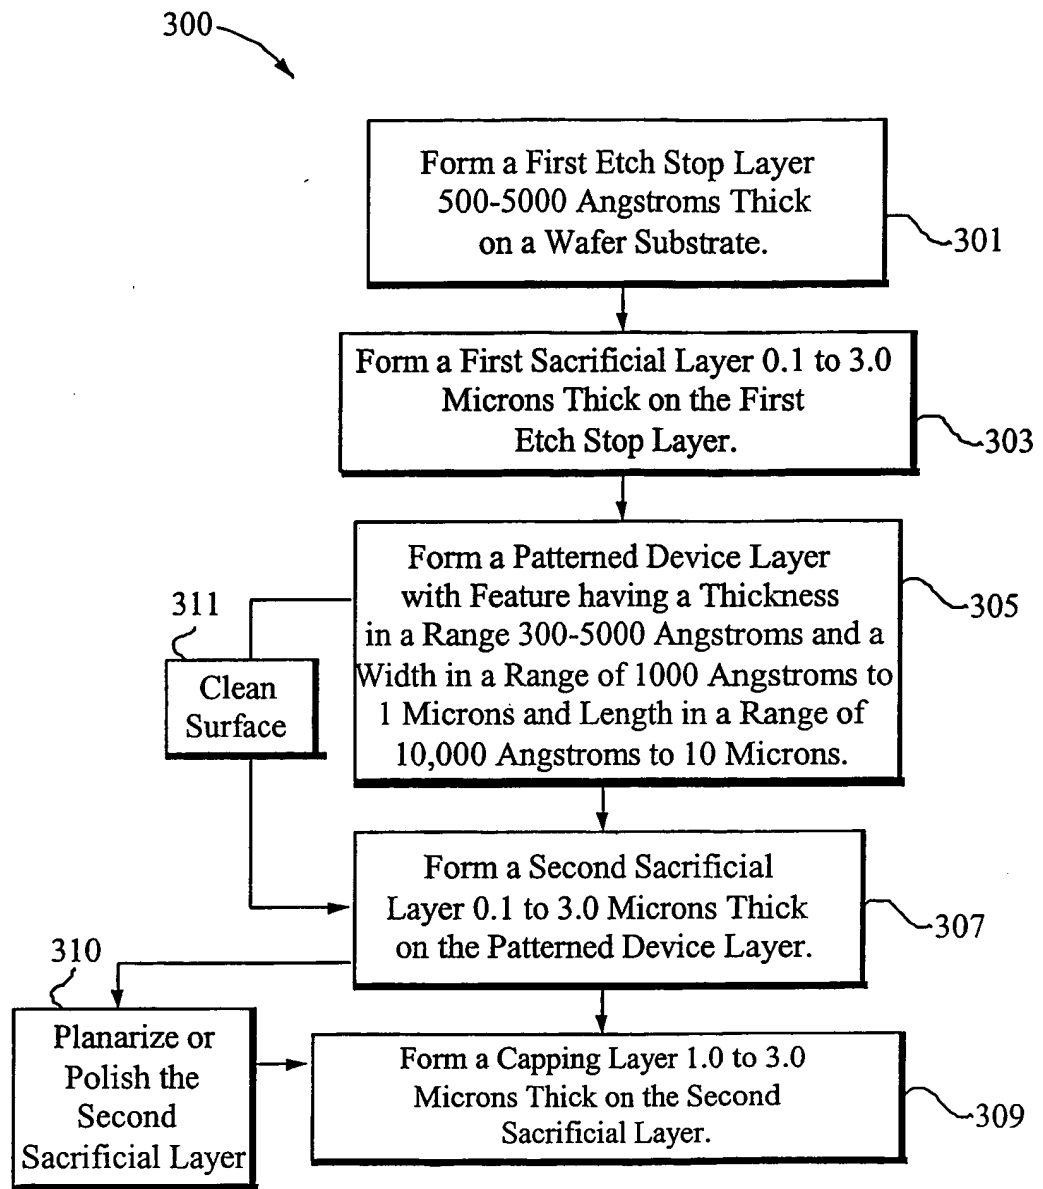 300
Form a First Etch Stop Layer
500-5000 Angstroms Thick
on a Wafer Substrate.
301
Form a First Sacrificial Layer 0.1 to 3.0
Microns Thick on the First
Etch Stop Layer.
303
Form a Patterned Device Layer
with Feature having a Thickness
in a Range 300-5000 Angstroms and a
Width in a Range of 1000 Angstroms to
1 Microns and Length in a Range of
10,000 Angstroms to 10 Microns.
305
311
Clean
Surface
Form a Second Sacrificial
Layer 0.1 to 3.0 Microns Thick
on the Patterned Device Layer.
307
310
Planarize or
Polish the
Second
Sacrificial Layer
Form a Capping Layer 1.0 to 3.0
Microns Thick on the Second
Sacrificial Layer.
309